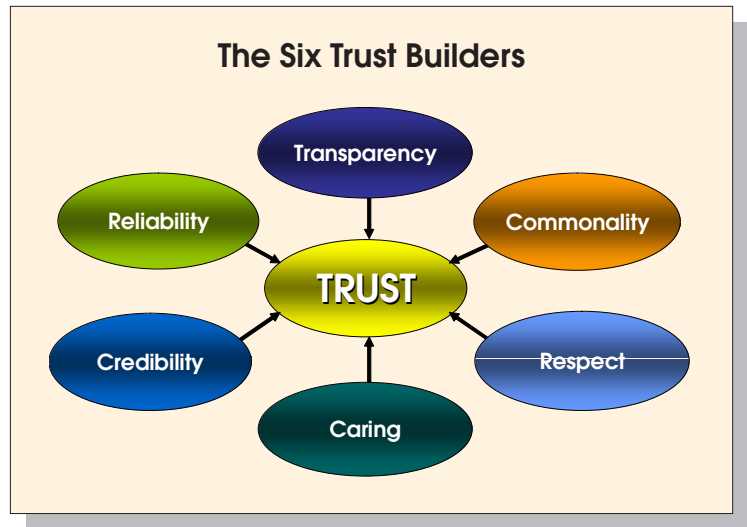 The Six Trust Builders
Transparency
Reliability
Commonality
TRUST
Credibility
Respect
Caring